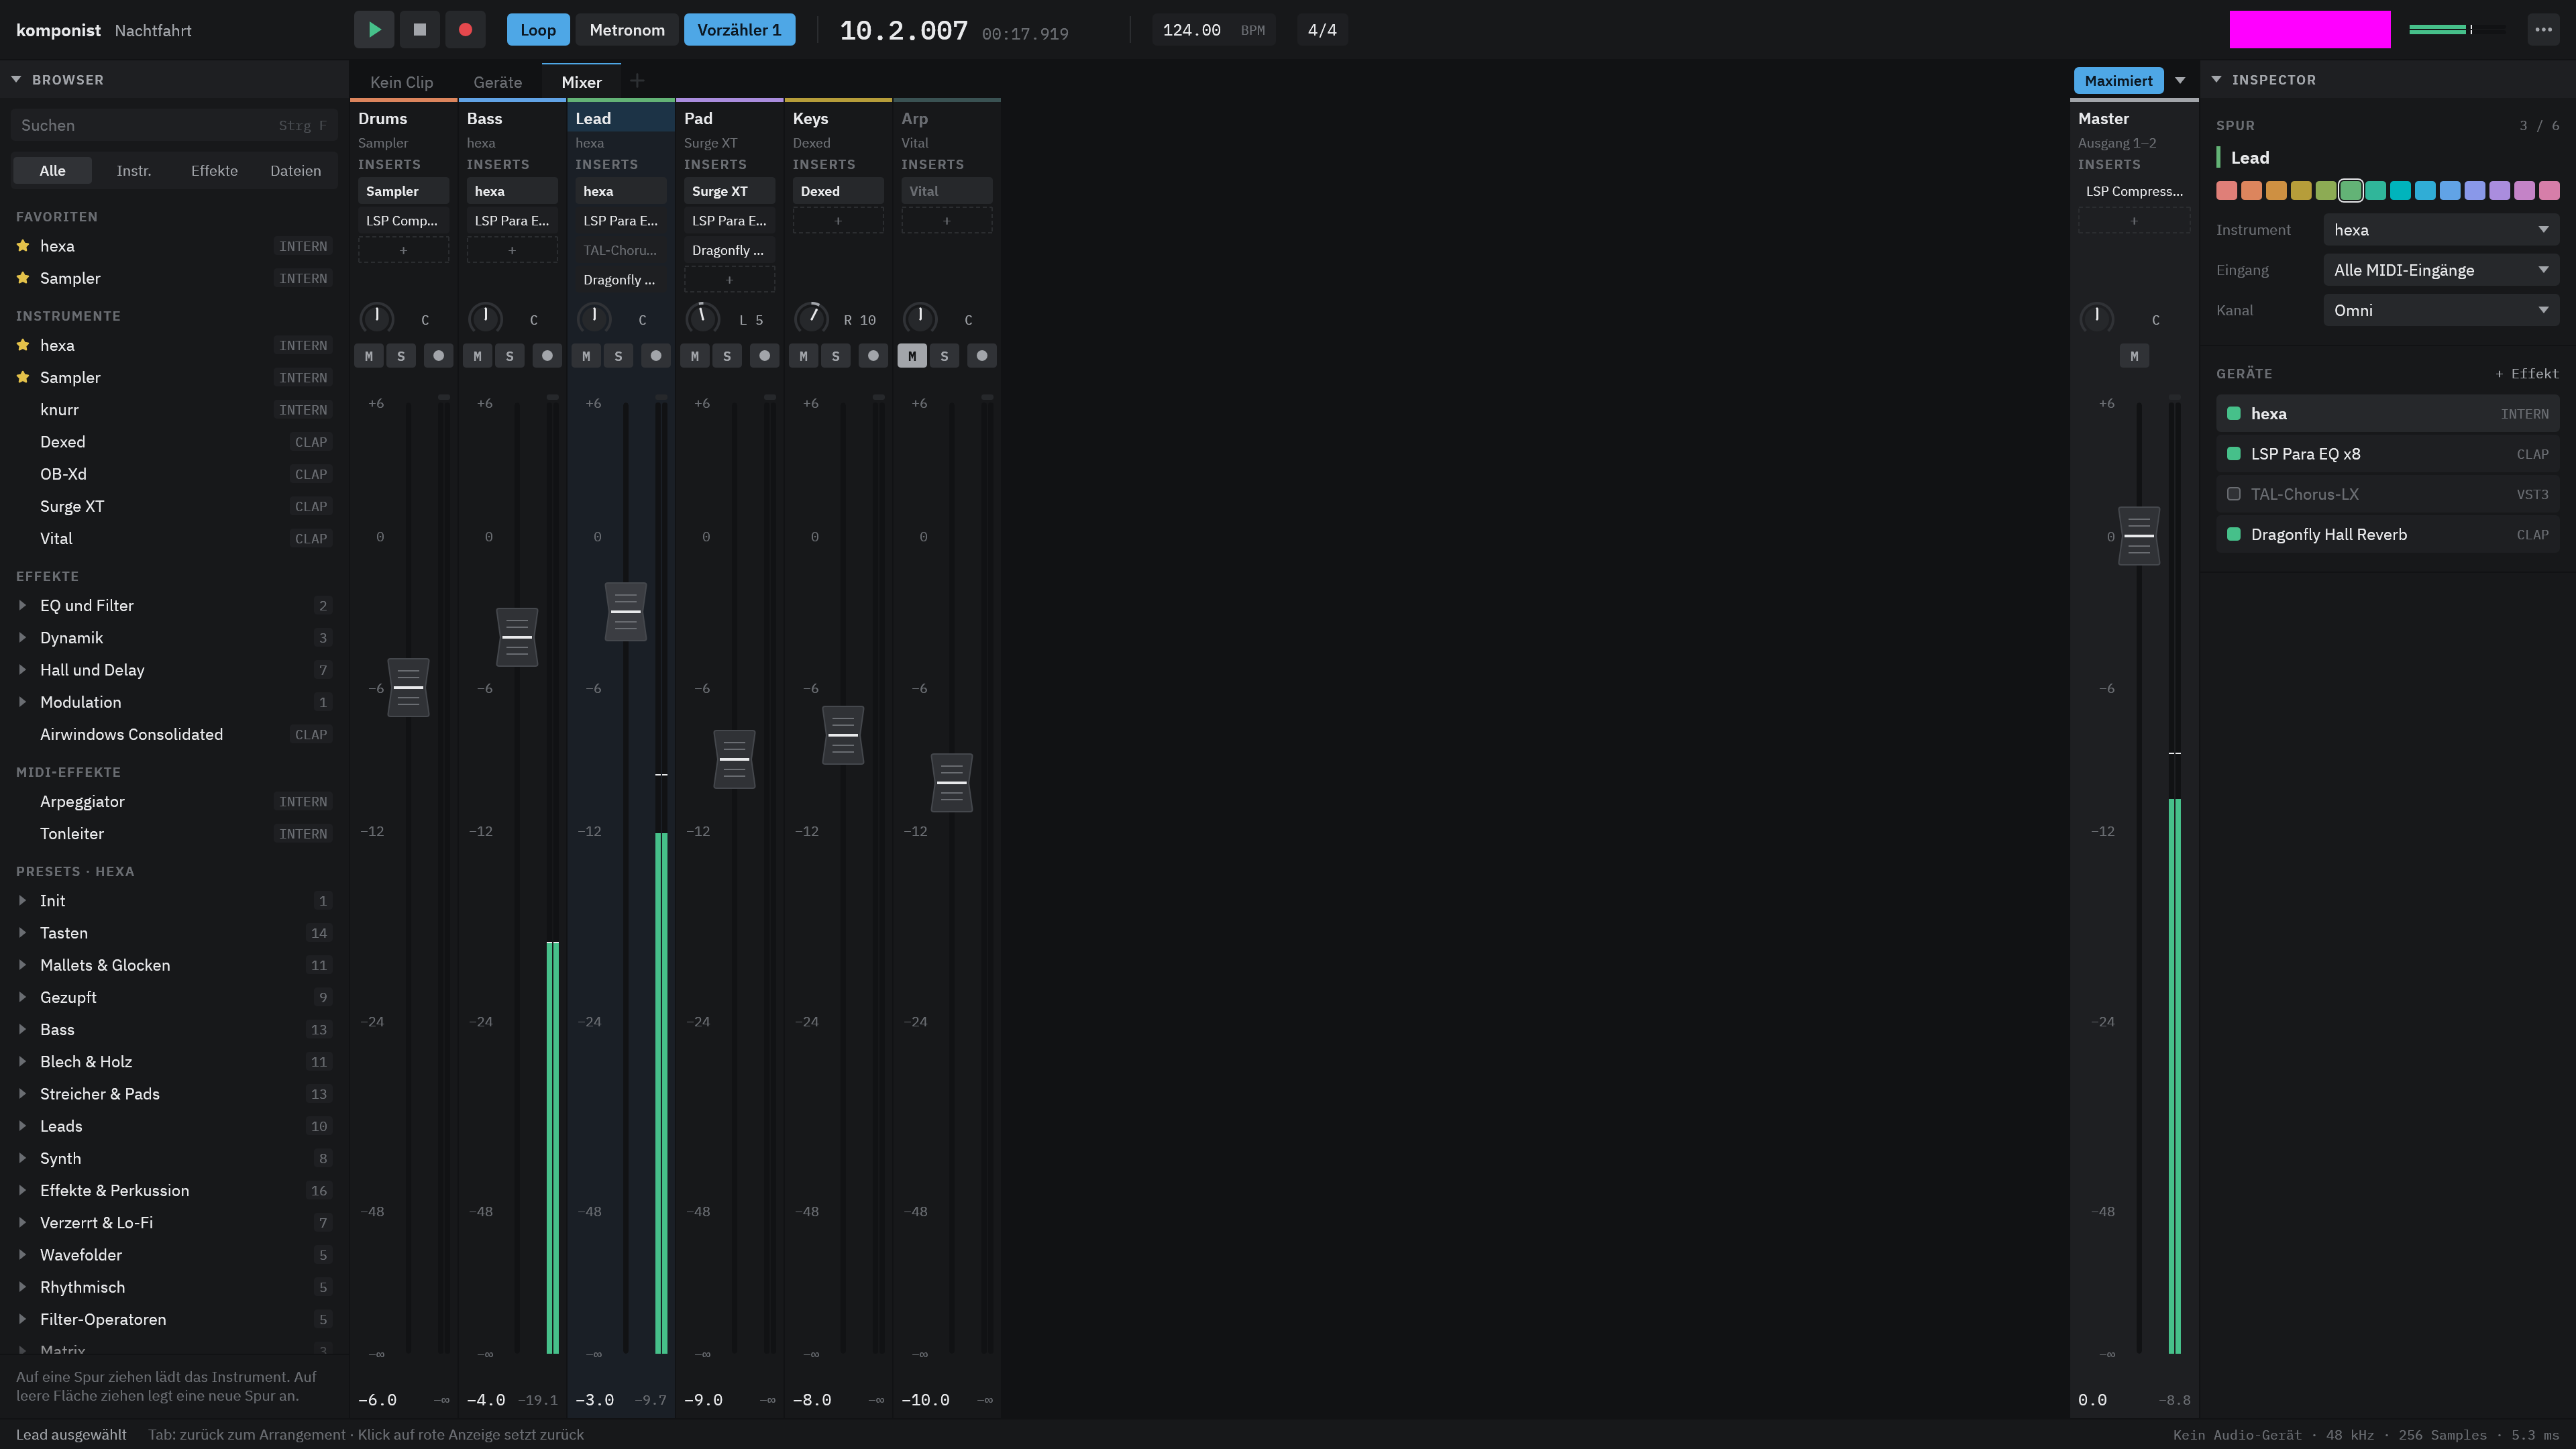 komponist Nachtfahrt Loop Metronom Vorzähler 1 10.2.007 00:17.919 124.00 BPM 4/4
BROWSER
Suchen Strg F
Alle Instr. Effekte Dateien
FAVORITEN
hexa INTERN
Sampler INTERN
INSTRUMENTE
hexa INTERN
Sampler INTERN
knurr INTERN
Dexed CLAP
OB-Xd CLAP
Surge XT CLAP
Vital CLAP
EFFEKTE
EQ und Filter 2
Dynamik 3
Hall und Delay 7
Modulation 1
Airwindows Consolidated CLAP
MIDI-EFFEKTE
Arpeggiator INTERN
Tonleiter INTERN
PRESETS · HEXA
Init 1
Tasten 14
Mallets & Glocken 11
Gezupft 9
Bass 13
Blech & Holz 11
Streicher & Pads 13
Leads 10
Synth 8
Effekte & Perkussion 16
Verzerrt & Lo-Fi 7
Wavefolder 5
Rhythmisch 5
Filter-Operatoren 5
Matrix 3
Auf eine Spur ziehen lädt das Instrument. Auf
leere Fläche ziehen legt eine neue Spur an.
Kein Clip Geräte Mixer + Maximiert
Drums Bass Lead Pad Keys Arp Master
Sampler hexa hexa Surge XT Dexed Vital Ausgang 1–2
INSERTS INSERTS INSERTS INSERTS INSERTS INSERTS INSERTS
Sampler hexa hexa Surge XT Dexed Vital LSP Compress...
LSP Comp... LSP Para E... LSP Para E... LSP Para E... + + +
+ + TAL-Choru... Dragonfly ...
Dragonfly ... +
C C C L 5 R 10 C C
M S M S M S M S M S M S M
+6 +6 +6 +6 +6 +6 +6
0 0 0 0 0 0 0
−6 −6 −6 −6 −6 −6 −6
−12 −12 −12 −12 −12 −12
−24 −24 −24 −24 −24 −24 −24
−48 −48 −48 −48 −48 −48 −48
−∞ −∞ −∞ −∞ −∞ −∞ −∞
−6.0 −∞ −4.0 −19.1 −3.0 −9.7 −9.0 −∞ −8.0 −∞ −10.0 −∞ 0.0 −8.8
INSPECTOR
SPUR 3 / 6
Lead
Instrument hexa
Eingang Alle MIDI-Eingänge
Kanal Omni
GERÄTE + Effekt
hexa INTERN
LSP Para EQ x8 CLAP
TAL-Chorus-LX VST3
Dragonfly Hall Reverb CLAP
Lead ausgewählt Tab: zurück zum Arrangement · Klick auf rote Anzeige setzt zurück
Kein Audio-Gerät · 48 kHz · 256 Samples · 5.3 ms